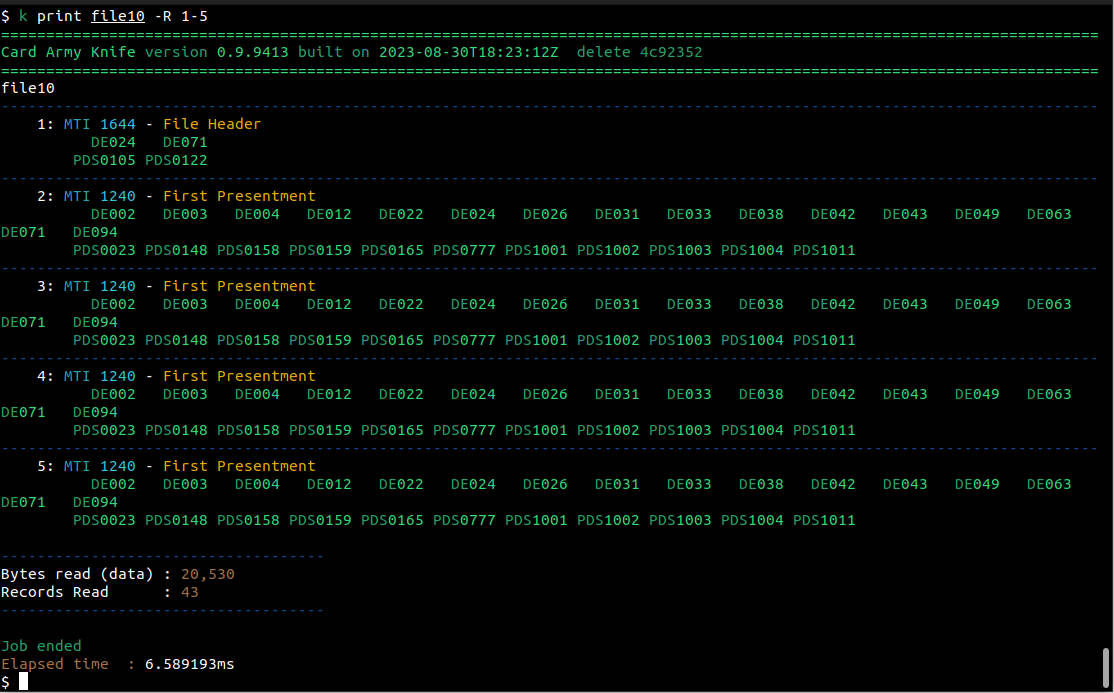 $ k print file10 -R 1-5
==========================================================================================================================
Card Army Knife version 0.9.9413 built on 2023-08-30T18:23:12Z  delete 4c92352
==========================================================================================================================
file10
--------------------------------------------------------------------------------------------------------------------------
    1: MTI 1644 - File Header
          DE024   DE071
        PDS0105 PDS0122
--------------------------------------------------------------------------------------------------------------------------
    2: MTI 1240 - First Presentment
          DE002   DE003   DE004   DE012   DE022   DE024   DE026   DE031   DE033   DE038   DE042   DE043   DE049   DE063
DE071   DE094
        PDS0023 PDS0148 PDS0158 PDS0159 PDS0165 PDS0777 PDS1001 PDS1002 PDS1003 PDS1004 PDS1011
--------------------------------------------------------------------------------------------------------------------------
    3: MTI 1240 - First Presentment
          DE002   DE003   DE004   DE012   DE022   DE024   DE026   DE031   DE033   DE038   DE042   DE043   DE049   DE063
DE071   DE094
        PDS0023 PDS0148 PDS0158 PDS0159 PDS0165 PDS0777 PDS1001 PDS1002 PDS1003 PDS1004 PDS1011
--------------------------------------------------------------------------------------------------------------------------
    4: MTI 1240 - First Presentment
          DE002   DE003   DE004   DE012   DE022   DE024   DE026   DE031   DE033   DE038   DE042   DE043   DE049   DE063
DE071   DE094
        PDS0023 PDS0148 PDS0158 PDS0159 PDS0165 PDS0777 PDS1001 PDS1002 PDS1003 PDS1004 PDS1011
--------------------------------------------------------------------------------------------------------------------------
    5: MTI 1240 - First Presentment
          DE002   DE003   DE004   DE012   DE022   DE024   DE026   DE031   DE033   DE038   DE042   DE043   DE049   DE063
DE071   DE094
        PDS0023 PDS0148 PDS0158 PDS0159 PDS0165 PDS0777 PDS1001 PDS1002 PDS1003 PDS1004 PDS1011

------------------------------------
Bytes read (data) : 20,530
Records Read      : 43
------------------------------------

Job ended
Elapsed time  : 6.589193ms
$